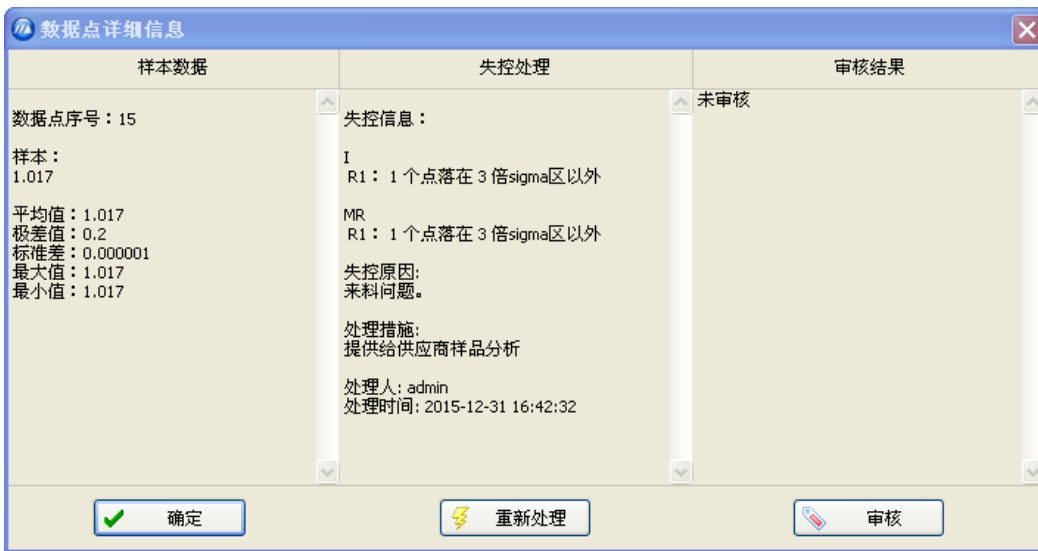 数据点详细信息
样本数据
失控处理
审核结果
数据点序号：15
样本：
1.017
平均值：1.017
极差值：0.2
标准差：0.000001
最大值：1.017
最小值：1.017
失控信息：
I
R1： 1 个点落在 3 倍sigma区以外
MR
R1： 1 个点落在 3 倍sigma区以外
失控原因:
来料问题。
处理措施:
提供给供应商样品分析
处理人: admin
处理时间: 2015-12-31 16:42:32
未审核
确定
重新处理
审核